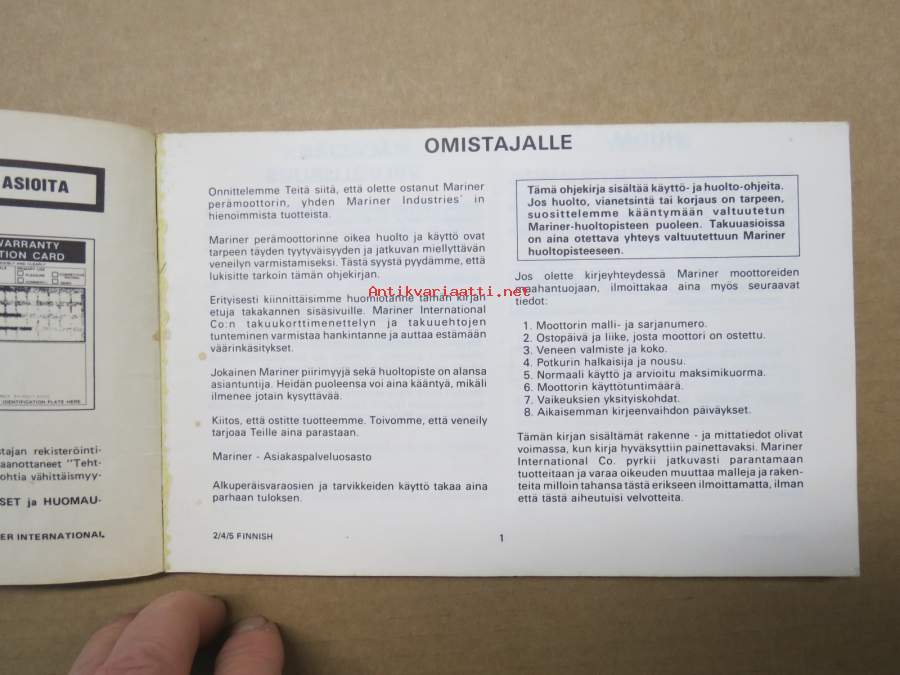 ASIOITA
WARRANTY
TION CARD
IDENTIFICATION PLATE HERE
stajan rekisteröinti-
aanottaneet "Teht-
ohtia vähittäismyy-
SET ja HUOMAU-
ER INTERNATIONAL
OMISTAJALLE
Onnittelemme Teitä siitä, että olette ostanut Mariner
perämoottorin, yhden Mariner Industries' in
hienoimmista tuotteista.
Mariner perämoottorinne oikea huolto ja käyttö ovat
tarpeen täyden tyytyväisyyden ja jatkuvan miellyttävän
veneilyn varmistamiseksi. Tästä syystä pyydämme, että
lukisitte tarkoin tämän ohjekirjan.
Erityisesti kiinnittäisimme huomiotanne tämän kirjan
etuja takakannen sisäsivuille. Mariner International
Co:n takuukorttimenettelyn ja takuuehtojen
tunteminen varmistaa hankintanne ja auttaa estämään
väärinkäsitykset.
Jokainen Mariner piirimyyjä sekä huoltopiste on alansa
asiantuntija. Heidän puoleensa voi aina kääntyä, mikäli
ilmenee jotain kysyttävää.
Kiitos, että ostitte tuotteemme. Toivomme, että veneily
tarjoaa Teille aina parastaan.
Mariner - Asiakaspalveluosasto
Alkuperäisvaraosien ja tarvikkeiden käyttö takaa aina
parhaan tuloksen.
2/4/5 FINNISH
Tämä ohjekirja sisältää käyttö- ja huolto-ohjeita.
Jos huolto, vianetsintä tai korjaus on tarpeen,
suosittelemme kääntymään valtuutetun
Mariner-huoltopisteen puoleen. Takuuasioissa
on aina otettava yhteys valtuutettuun Mariner
huoltopisteeseen.
Jos olette kirjeyhteydessä Mariner moottoreiden
maahantuojaan, ilmoittakaa aina myös seuraavat
tiedot:
1. Moottorin malli- ja sarjanumero.
2. Ostopäivä ja liike, josta moottori on ostettu.
3. Veneen valmiste ja koko.
4. Potkurin halkaisija ja nousu.
5. Normaali käyttö ja arvioitu maksimikuorma.
6. Moottorin käyttötuntimäärä.
7. Vaikeuksien yksityiskohdat.
8. Aikaisemman kirjeenvaihdon päiväykset.
Tämän kirjan sisältämät rakenne - ja mittatiedot olivat
voimassa, kun kirja hyväksyttiin painettavaksi. Mariner
International Co. pyrkii jatkuvasti parantamaan
tuotteitaan ja varaa oikeuden muuttaa malleja ja raken-
teita milloin tahansa tästä erikseen ilmoittamatta, ilman
että tästä aiheutuisi velvotteita.
1
Antikvariaatti.net